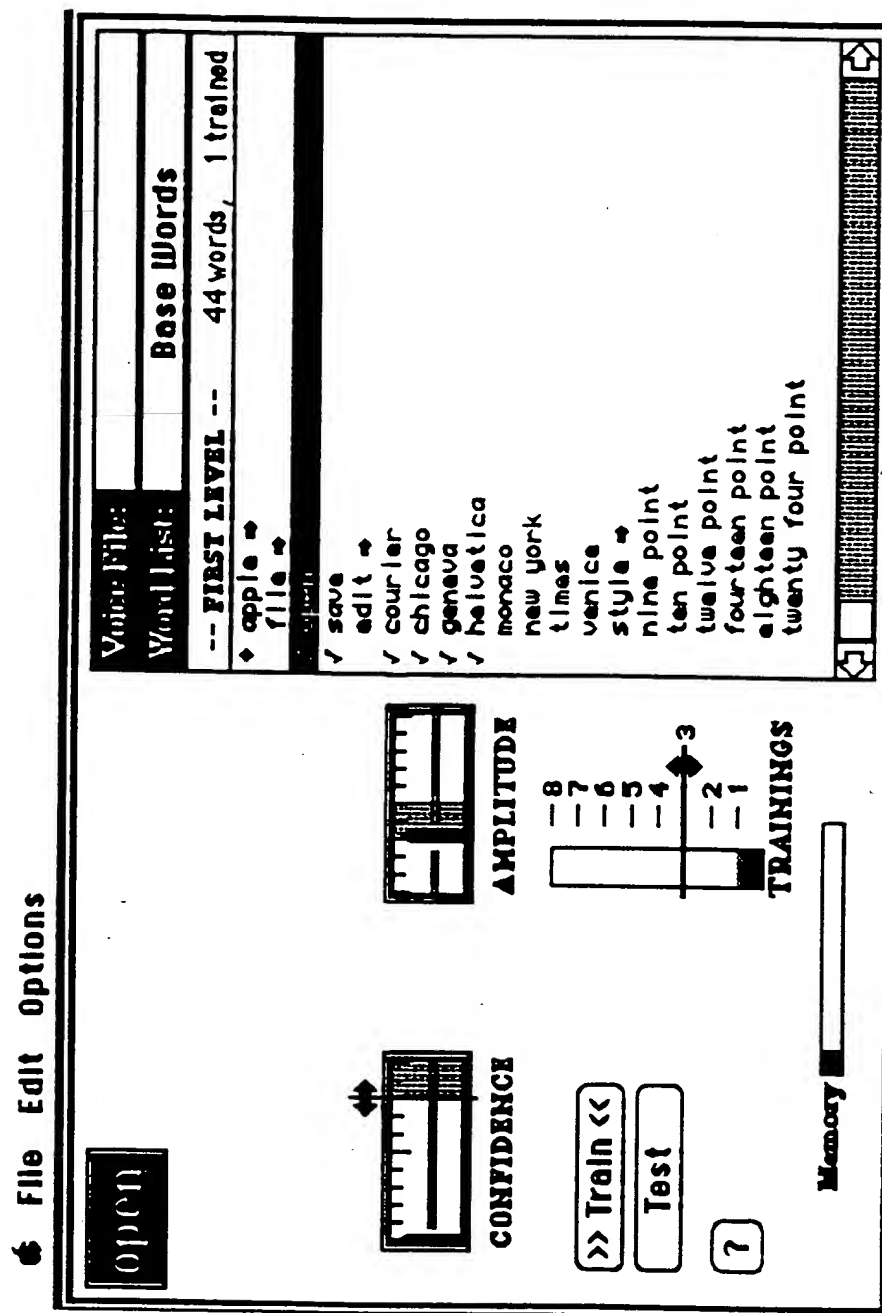 File Edit Options
open
Voice File:
Word List: Base Words
-- FIRST LEVEL -- 44 words, 1 trained
♦ apple ➡
file ➡
open
✓ save
edit ➡
✓ courier
✓ chicago
✓ geneva
✓ helvetica
monaco
new york
times
venice
style ➡
nine point
ten point
twelve point
fourteen point
eighteen point
twenty four point
CONFIDENCE
AMPLITUDE
>> Train <<
Test
?
—8
—7
—6
—5
—4
3
—2
—1
TRAININGS
Memory